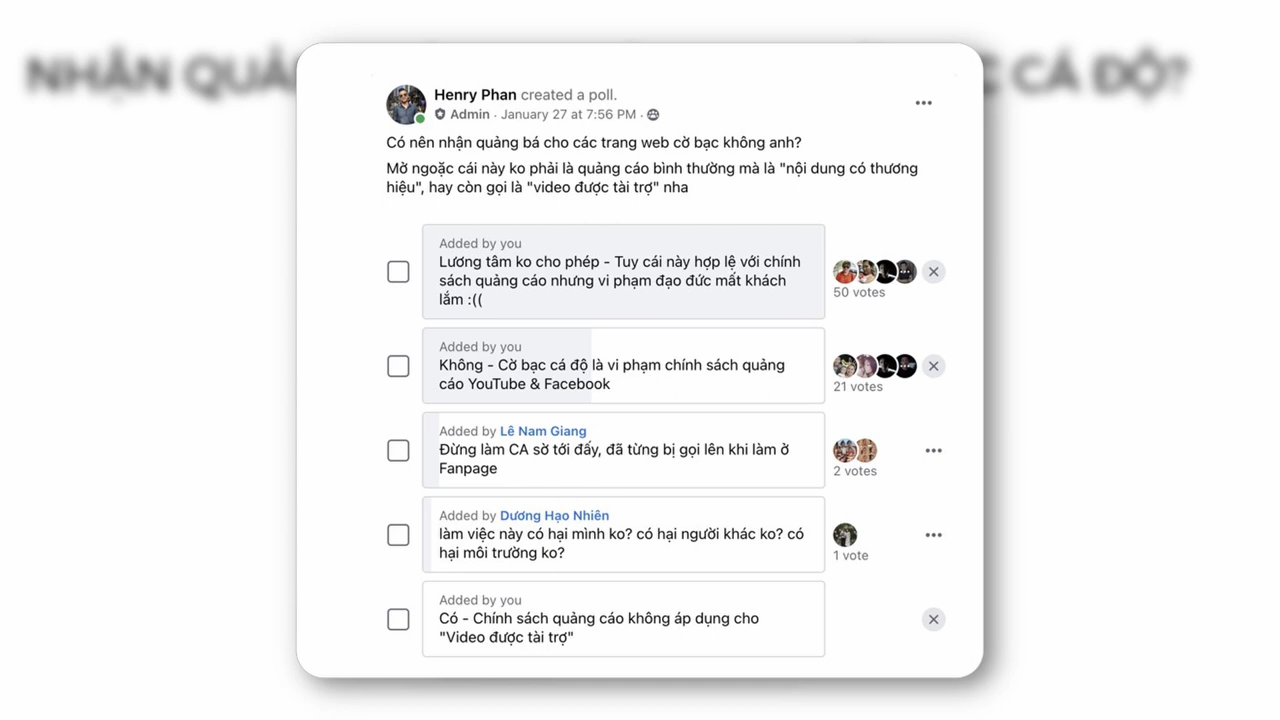 NHẬN QUẢ
C CÁ ĐỘ?
Henry Phan created a poll.
Admin · January 27 at 7:56 PM ·
Có nên nhận quảng bá cho các trang web cờ bạc không anh?
Mở ngoặc cái này ko phải là quảng cáo bình thường mà là "nội dung có thương
hiệu", hay còn gọi là "video được tài trợ" nha
Added by you
Lương tâm ko cho phép - Tuy cái này hợp lệ với chính
sách quảng cáo nhưng vi phạm đạo đức mất khách
lắm :((
50 votes
Added by you
Không - Cờ bạc cá độ là vi phạm chính sách quảng
cáo YouTube & Facebook
21 votes
Added by Lê Nam Giang
Đừng làm CA sờ tới đấy, đã từng bị gọi lên khi làm ở
Fanpage
2 votes
Added by Dương Hạo Nhiên
làm việc này có hại mình ko? có hại người khác ko? có
hại môi trường ko?
1 vote
Added by you
Có - Chính sách quảng cáo không áp dụng cho
"Video được tài trợ"